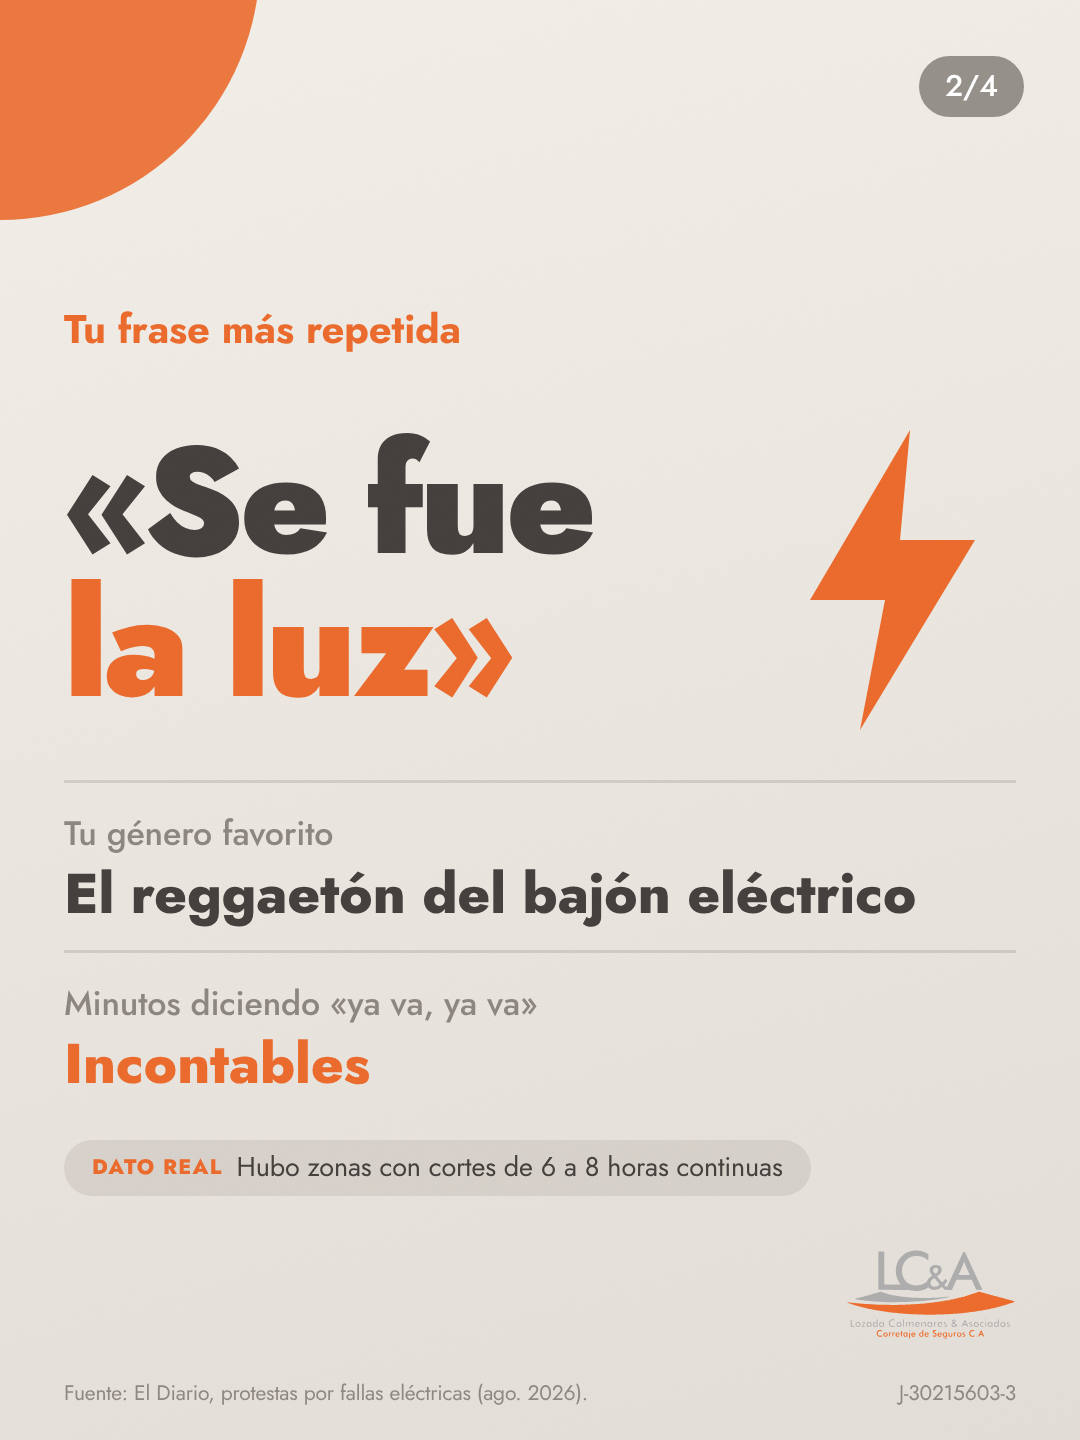 2/4
Tu frase más repetida
«Se fue
la luz»
Tu género favorito
El reggaetón del bajón eléctrico
Minutos diciendo «ya va, ya va»
Incontables
DATO REAL Hubo zonas con cortes de 6 a 8 horas continuas
LC&A
Lozada Colmenares & Asociados
Corretaje de Seguros C.A
Fuente: El Diario, protestas por fallas eléctricas (ago. 2026).
J-30215603-3